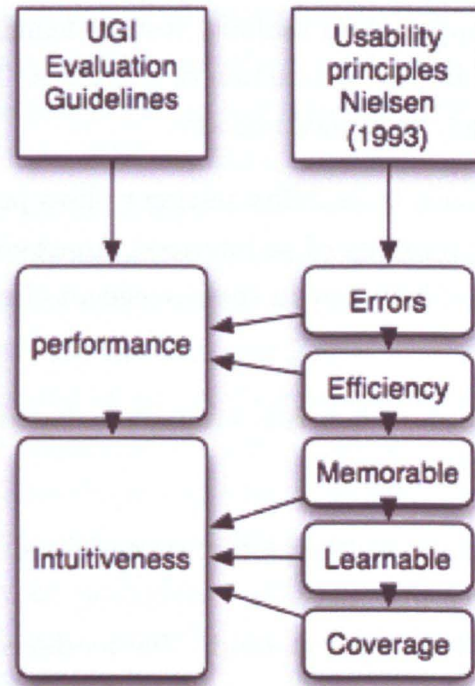 UGI
Evaluation
Guidelines
Usability
principles
Nielsen
(1993)
performance
Errors
Efficiency
Intuitiveness
Memorable
Learnable
Coverage